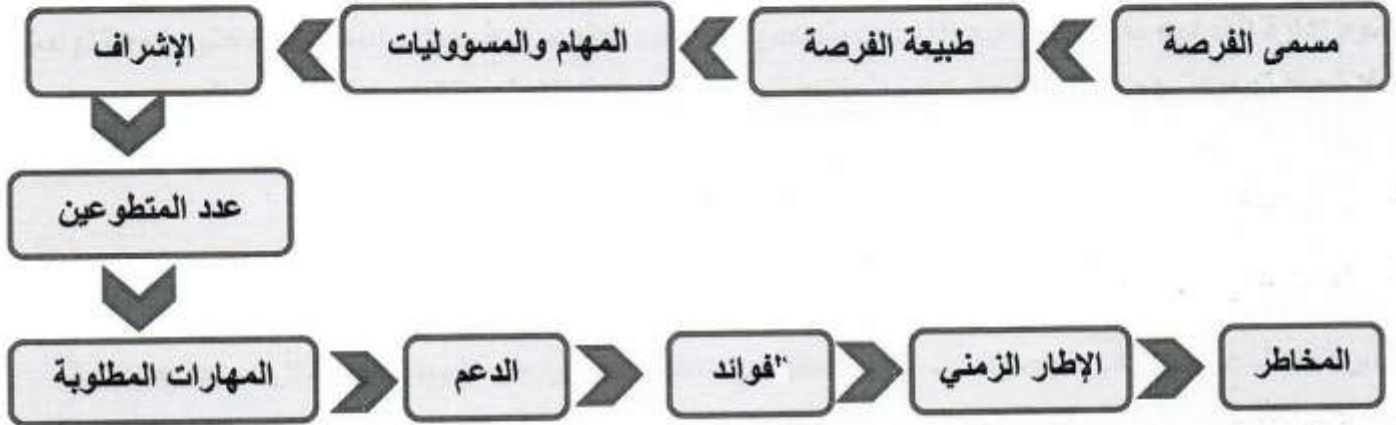 مسمى الفرصة
طبيعة الفرصة
المهام والمسؤوليات
الإشراف
عدد المتطوعين
المهارات المطلوبة
الدعم
فوائد
الإطار الزمني
المخاطر